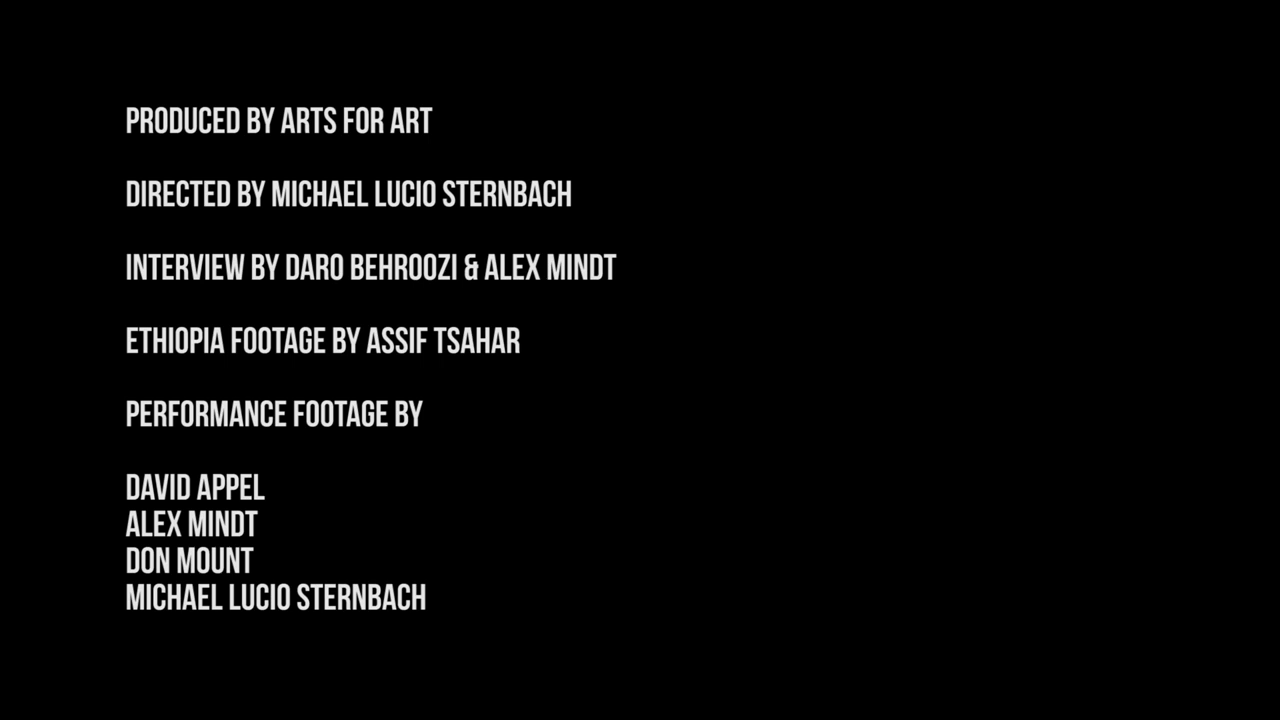 PRODUCED BY ARTS FOR ART
DIRECTED BY MICHAEL LUCIO STERNBACH
INTERVIEW BY DARO BEHROOZI & ALEX MINDT
ETHIOPIA FOOTAGE BY ASSIF TSAHAR
PERFORMANCE FOOTAGE BY
DAVID APPEL
ALEX MINDT
DON MOUNT
MICHAEL LUCIO STERNBACH